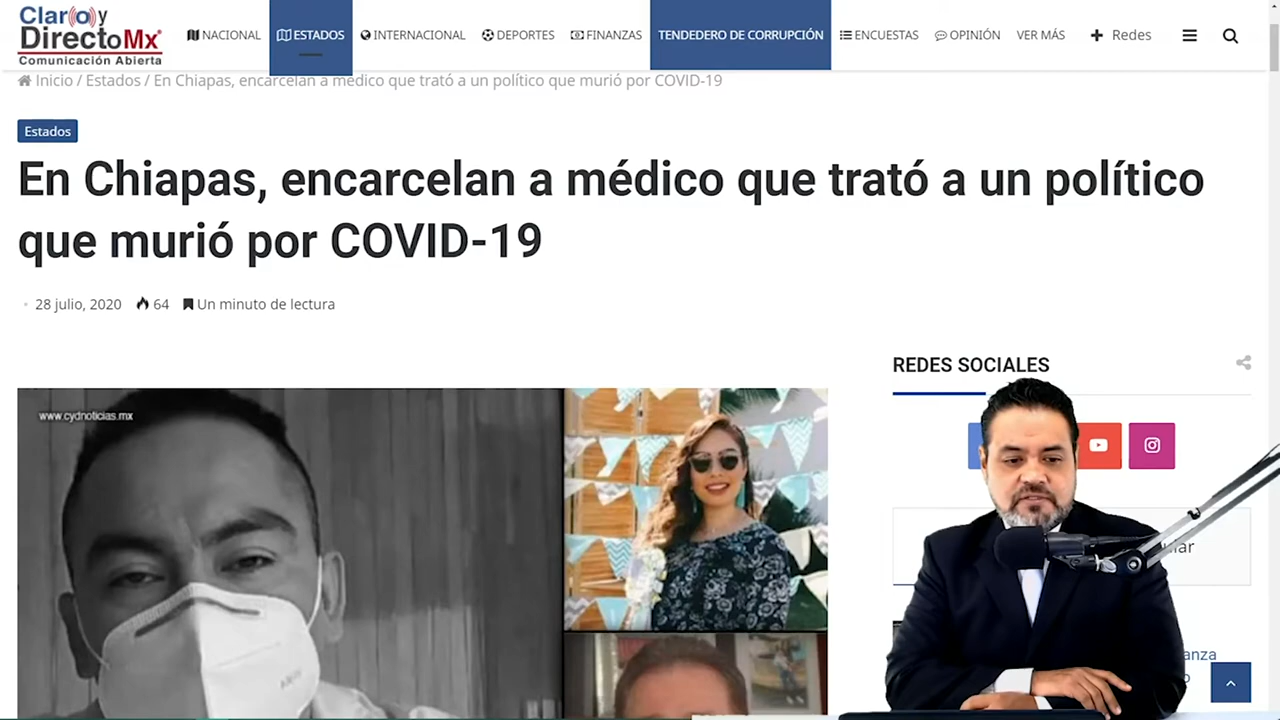 Claro y
DirectoMx
Comunicación Abierta
NACIONAL
ESTADOS
INTERNACIONAL
DEPORTES
FINANZAS
TENDEDERO DE CORRUPCIÓN
ENCUESTAS
OPINIÓN
VER MÁS
+ Redes
Inicio / Estados / En Chiapas, encarcelan a médico que trató a un político que murió por COVID-19
Estados
En Chiapas, encarcelan a médico que trató a un político
que murió por COVID-19
28 julio, 2020 64 Un minuto de lectura
REDES SOCIALES
www.cydnoticias.mx